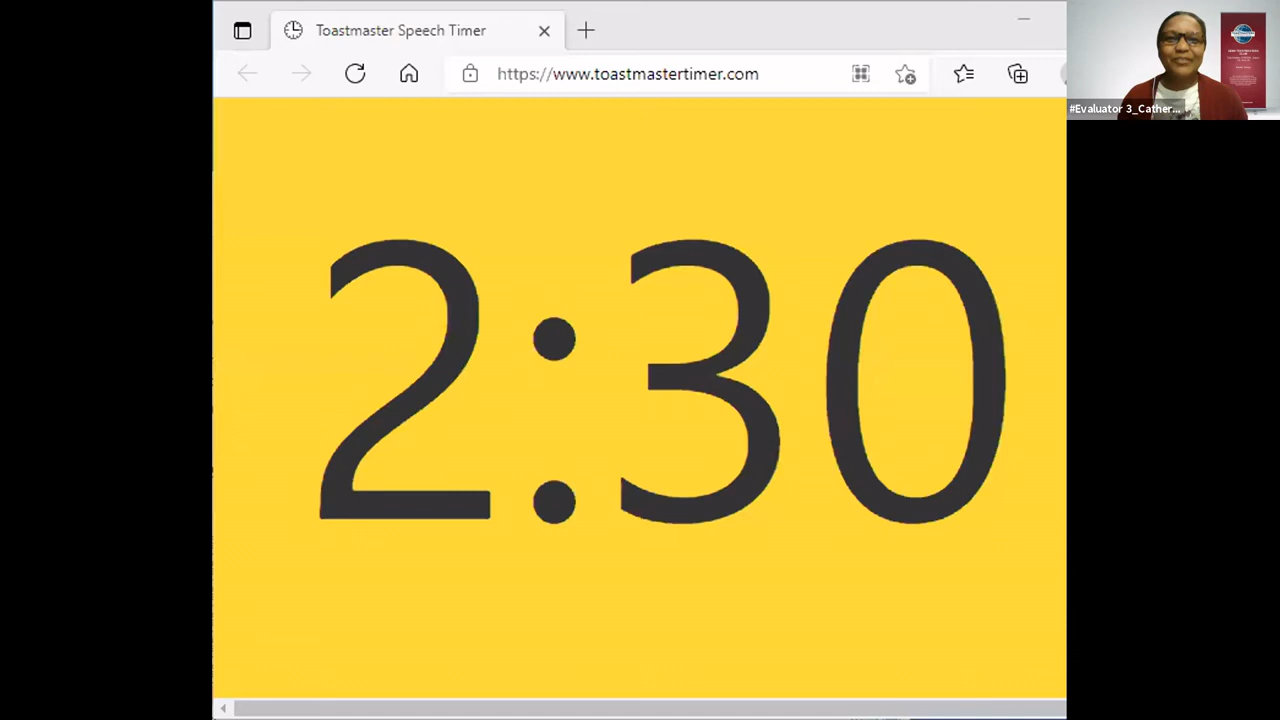 Toastmaster Speech Timer
https://www.toastmastertimer.com
#Evaluator 3_Cather...
2:30